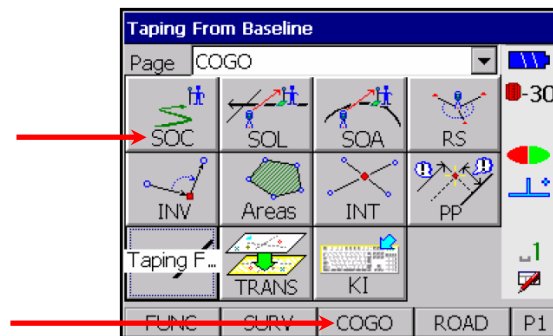 Taping From Baseline
Page COGO
-30
SOC SOL SOA RS
INV Areas INT PP
1
Taping F... TRANS KI
FUNC SURV COGO ROAD P1